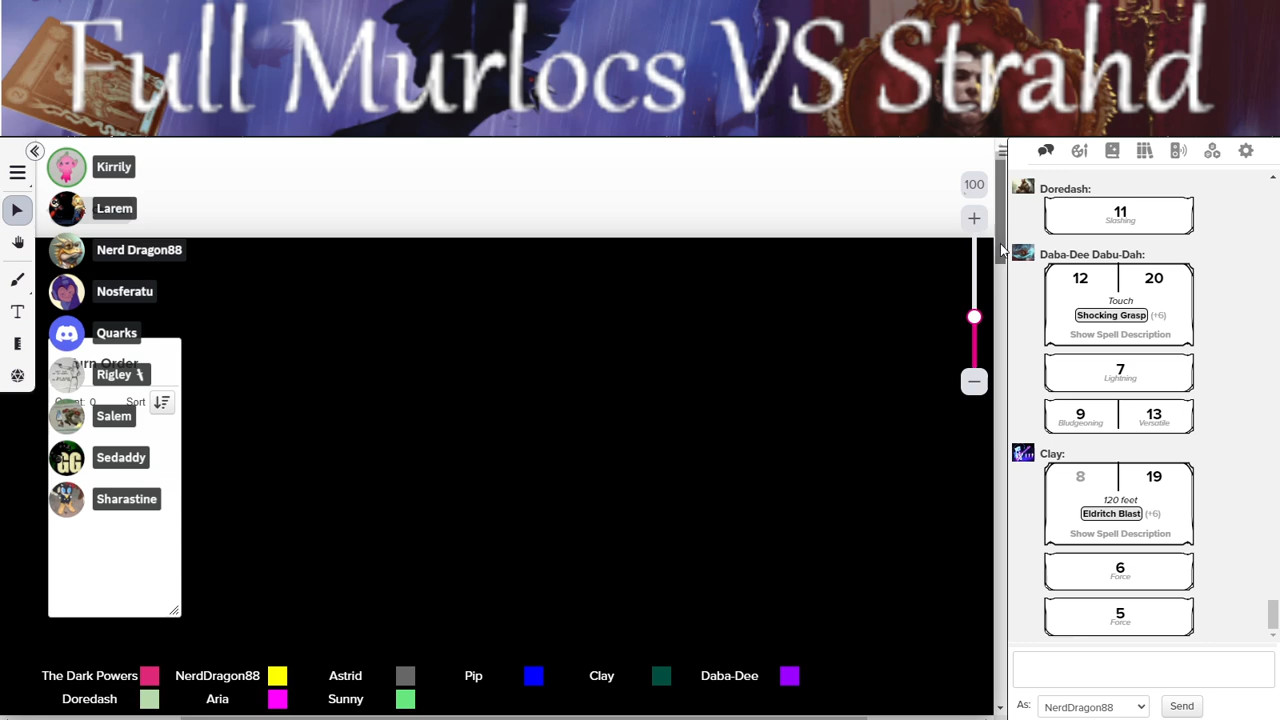 Full Murlocs VS Strahd
Kirrily
Larem
Nerd Dragon88
Nosferatu
Quarks
Rigley
Salem
Sedaddy
Sharastine
Sort
100
Doredash:
11
Slashing
Daba-Dee Dabu-Dah:
12 20
Touch
Shocking Grasp (+6)
Show Spell Description
7
Lightning
9 13
Bludgeoning Versatile
Clay:
8 19
120 feet
Eldritch Blast (+6)
Show Spell Description
6
Force
5
Force
The Dark Powers NerdDragon88 Astrid Pip Clay Daba-Dee
Doredash Aria Sunny
As: NerdDragon88 Send